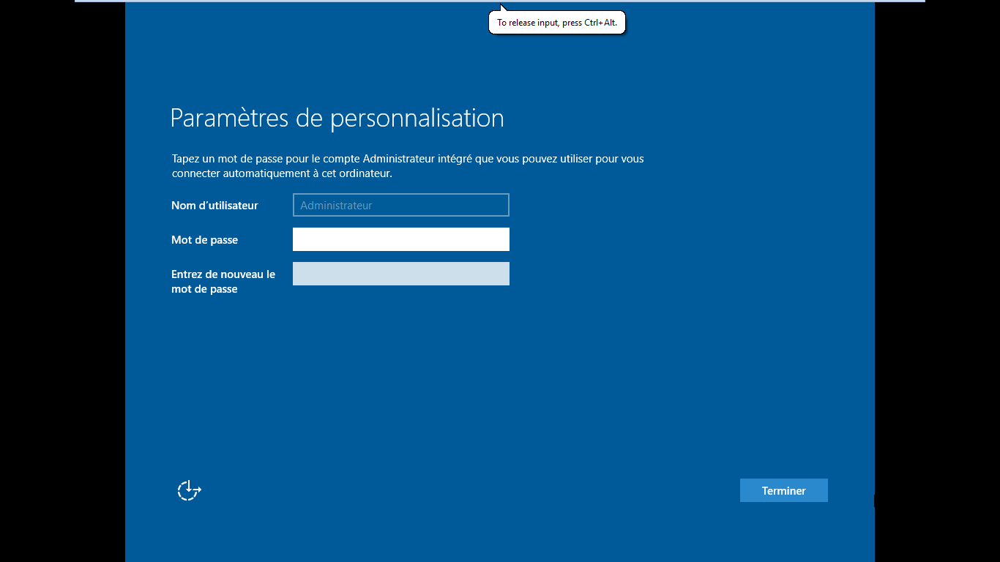 To release input, press Ctrl+Alt.
Paramètres de personnalisation
Tapez un mot de passe pour le compte Administrateur intégré que vous pouvez utiliser pour vous
connecter automatiquement à cet ordinateur.
Nom d’utilisateur
Administrateur
Mot de passe
Entrez de nouveau le
mot de passe
Terminer